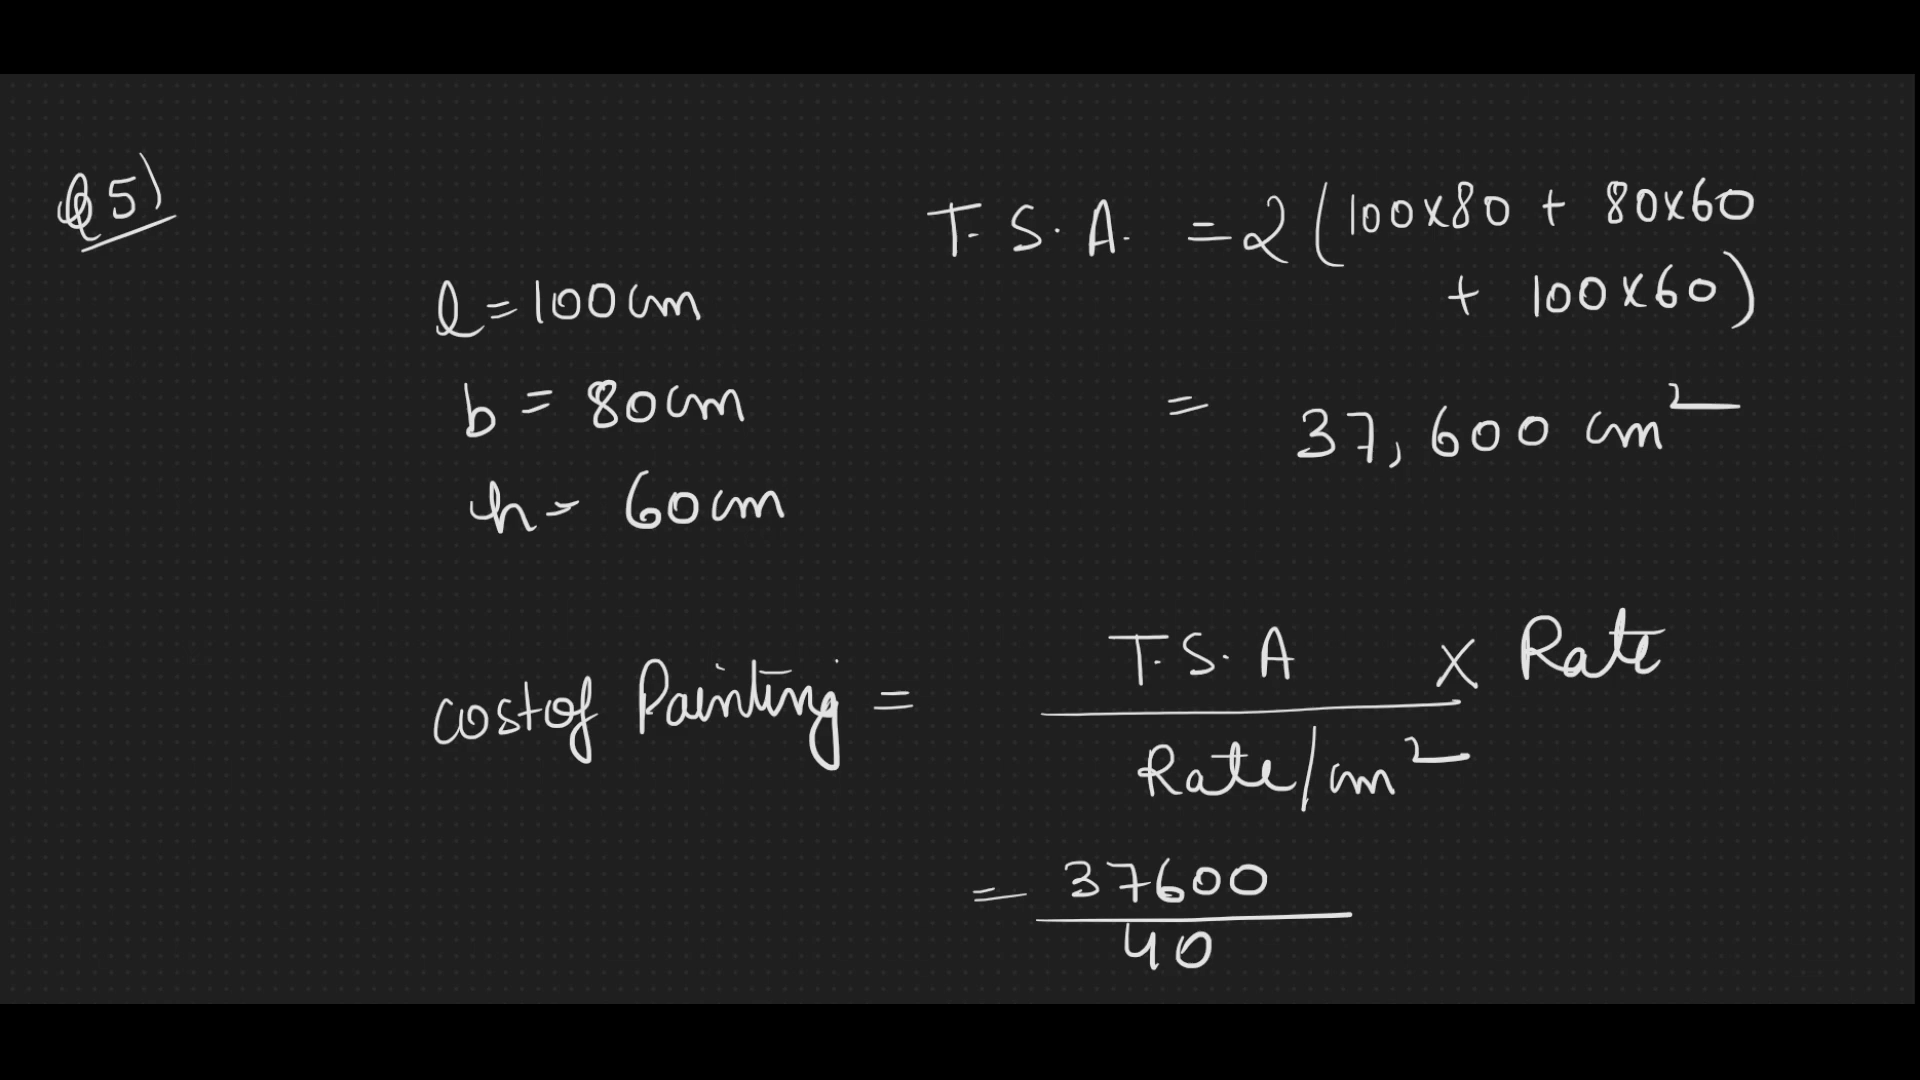 Q5)
l = 100cm
b = 80cm
h = 60cm
T.S.A. = 2(100x80 + 80x60
+ 100x60)
= 37,600 cm²
cost of Painting = T.S.A x Rate
Rate/cm²
= 37600
40